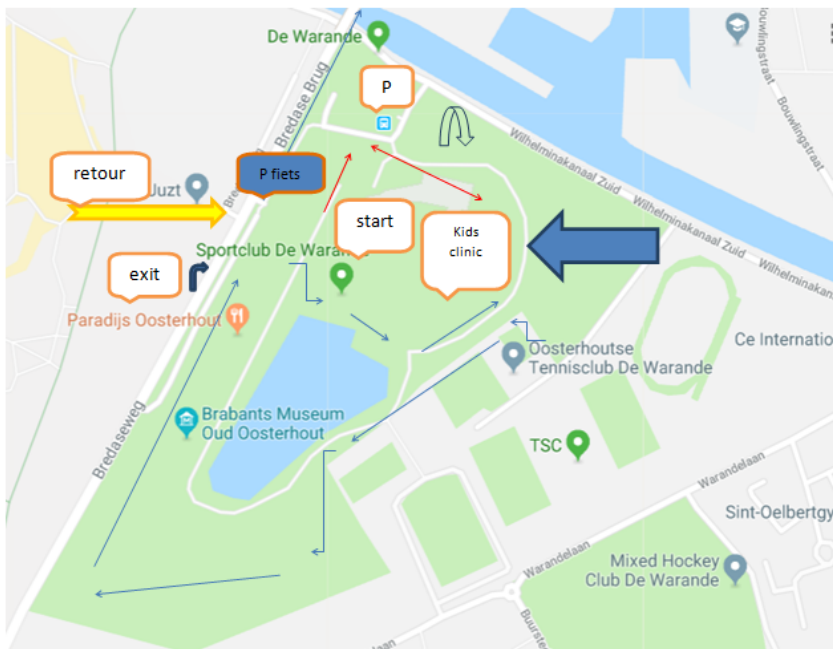 De Warande
Bouwlingstraat
Bouwlingstraat
P
Bredase Brug
Wilhelminakanaal Zuid
Wilhelminakanaal Zuid
Wilhelminakanaal Zuid
retour
Juzt
P fiets
start
Kids
clinic
Sportclub De Warande
exit
Paradijs Oosterhout
Ce Internatio
Oosterhoutse
Tennisclub De Warande
Bredaseweg
Brabants Museum
Oud Oosterhout
TSC
Warandelaan
Sint-Oelbertgy
Mixed Hockey
Club De Warande
Warandelaan
Warandelaan
Buurste